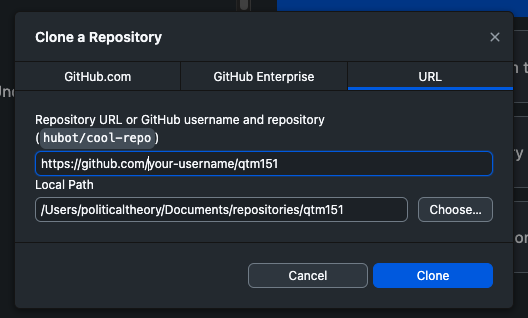 Clone a Repository
GitHub.com
GitHub Enterprise
URL
Repository URL or GitHub username and repository
(hubot/cool-repo)
https://github.com/your-username/qtm151
Local Path
/Users/politicaltheory/Documents/repositories/qtm151
Choose...
Cancel
Clone